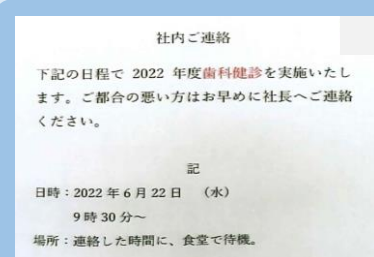 社内ご連絡
下記の日程で 2022 年度歯科健診を実施いたし
ます。ご都合の悪い方はお早めに社長へご連絡
ください。
記
日時：2022 年 6 月 22 日　（水）
9 時 30 分～
場所：連絡した時間に、食堂で待機。